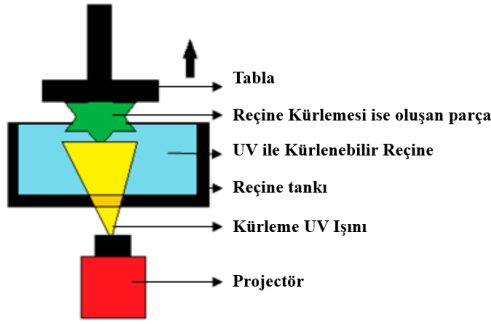 Tabla
Reçine Kürlemesi ise oluşan parça
UV ile Kürlenebilir Reçine
Reçine tankı
Kürleme UV Işını
Projectör